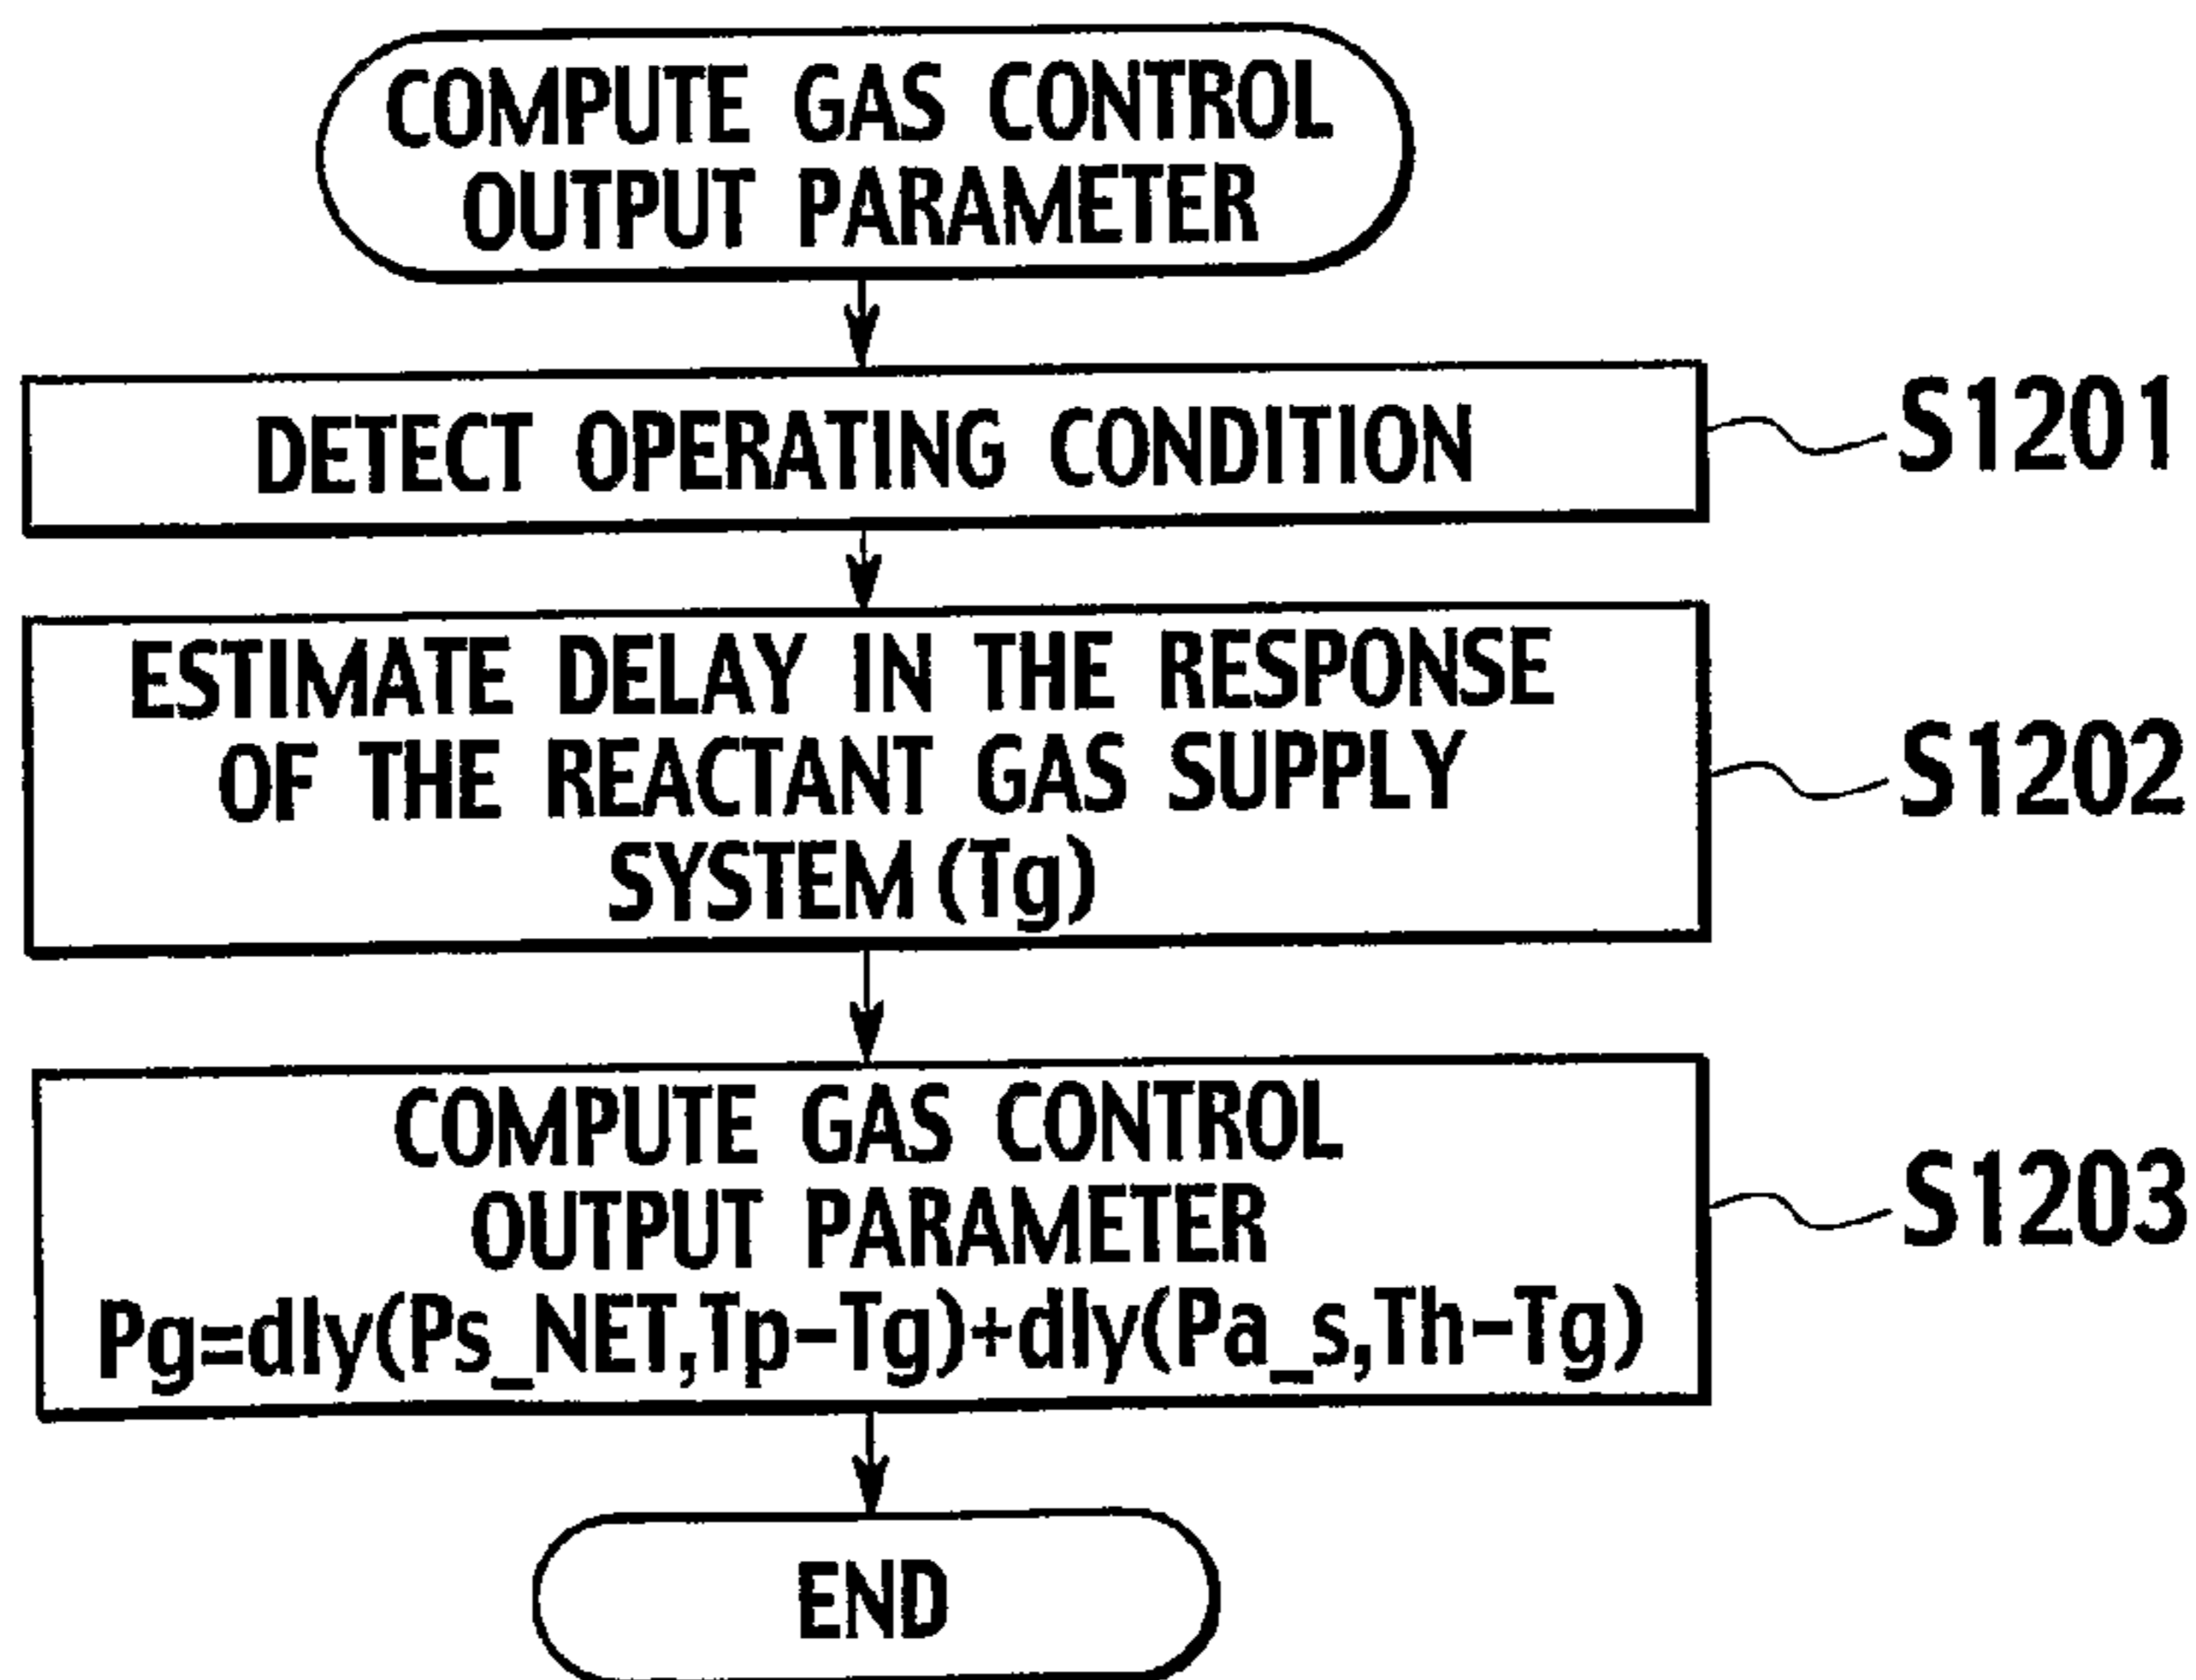 COMPUTE GAS CONTROL
OUTPUT PARAMETER
DETECT OPERATING CONDITION
S1201
ESTIMATE DELAY IN THE RESPONSE
OF THE REACTANT GAS SUPPLY
SYSTEM (Tg)
S1202
COMPUTE GAS CONTROL
OUTPUT PARAMETER
Pg=dly(Ps_NET,Tp-Tg)+dly(Pa_s,Th-Tg)
S1203
END